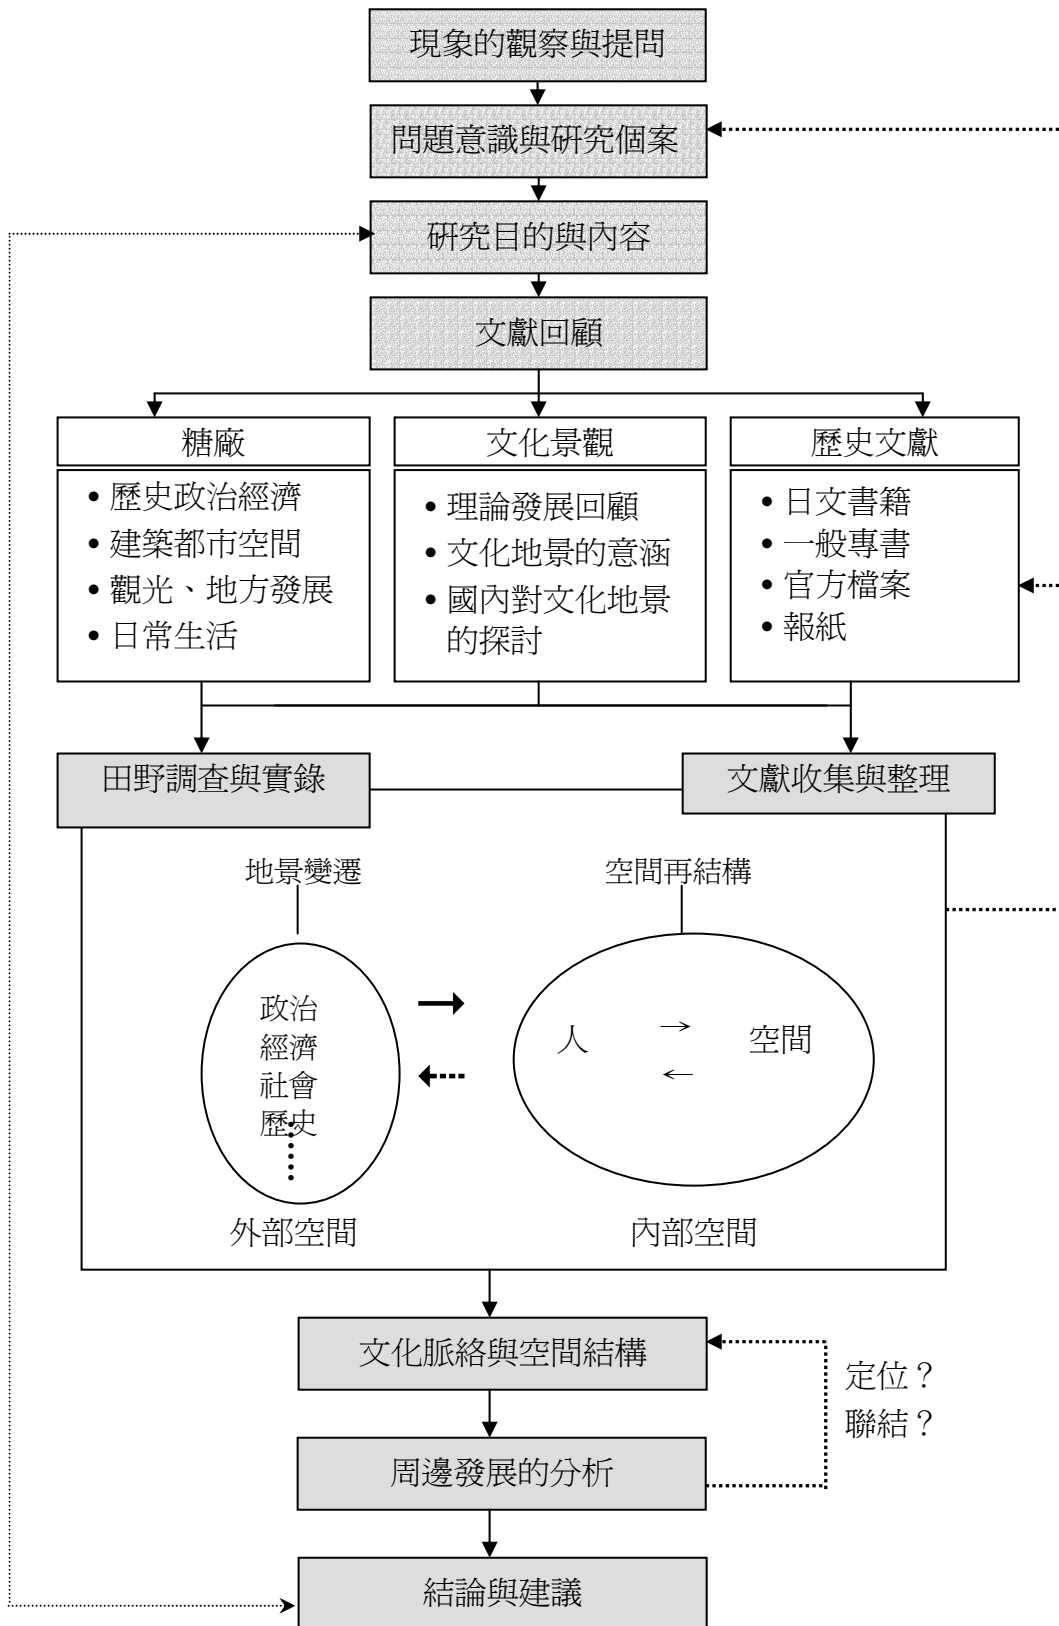 現象的觀察與提問
問題意識與研究個案
研究目的與內容
文獻回顧
糖廠
• 歷史政治經濟
• 建築都市空間
• 觀光、地方發展
• 日常生活
文化景觀
• 理論發展回顧
• 文化地景的意涵
• 國內對文化地景
的探討
歷史文獻
• 日文書籍
• 一般專書
• 官方檔案
• 報紙
田野調查與實錄
文獻收集與整理
地景變遷
空間再結構
政治
經濟
社會
歷史
人
空間
外部空間
內部空間
文化脈絡與空間結構
定位？
聯結？
周邊發展的分析
結論與建議